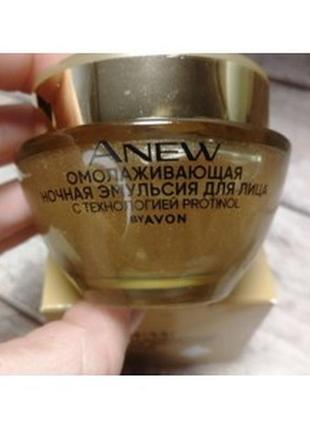 ANEW
ОМОЛАЖИВАЮЩАЯ
НОЧНАЯ ЭМУЛЬСИЯ ДЛЯ ЛИЦА
С ТЕХНОЛОГИЕЙ PROTINOL
BY AVON